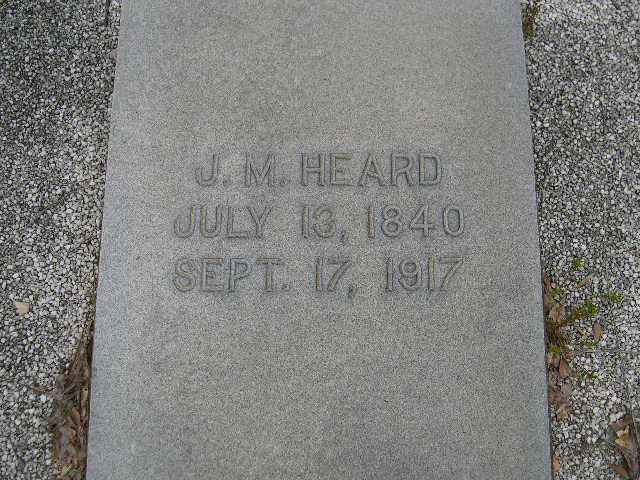 J. M. HEARD
JULY 13, 1840
SEPT. 17, 1917